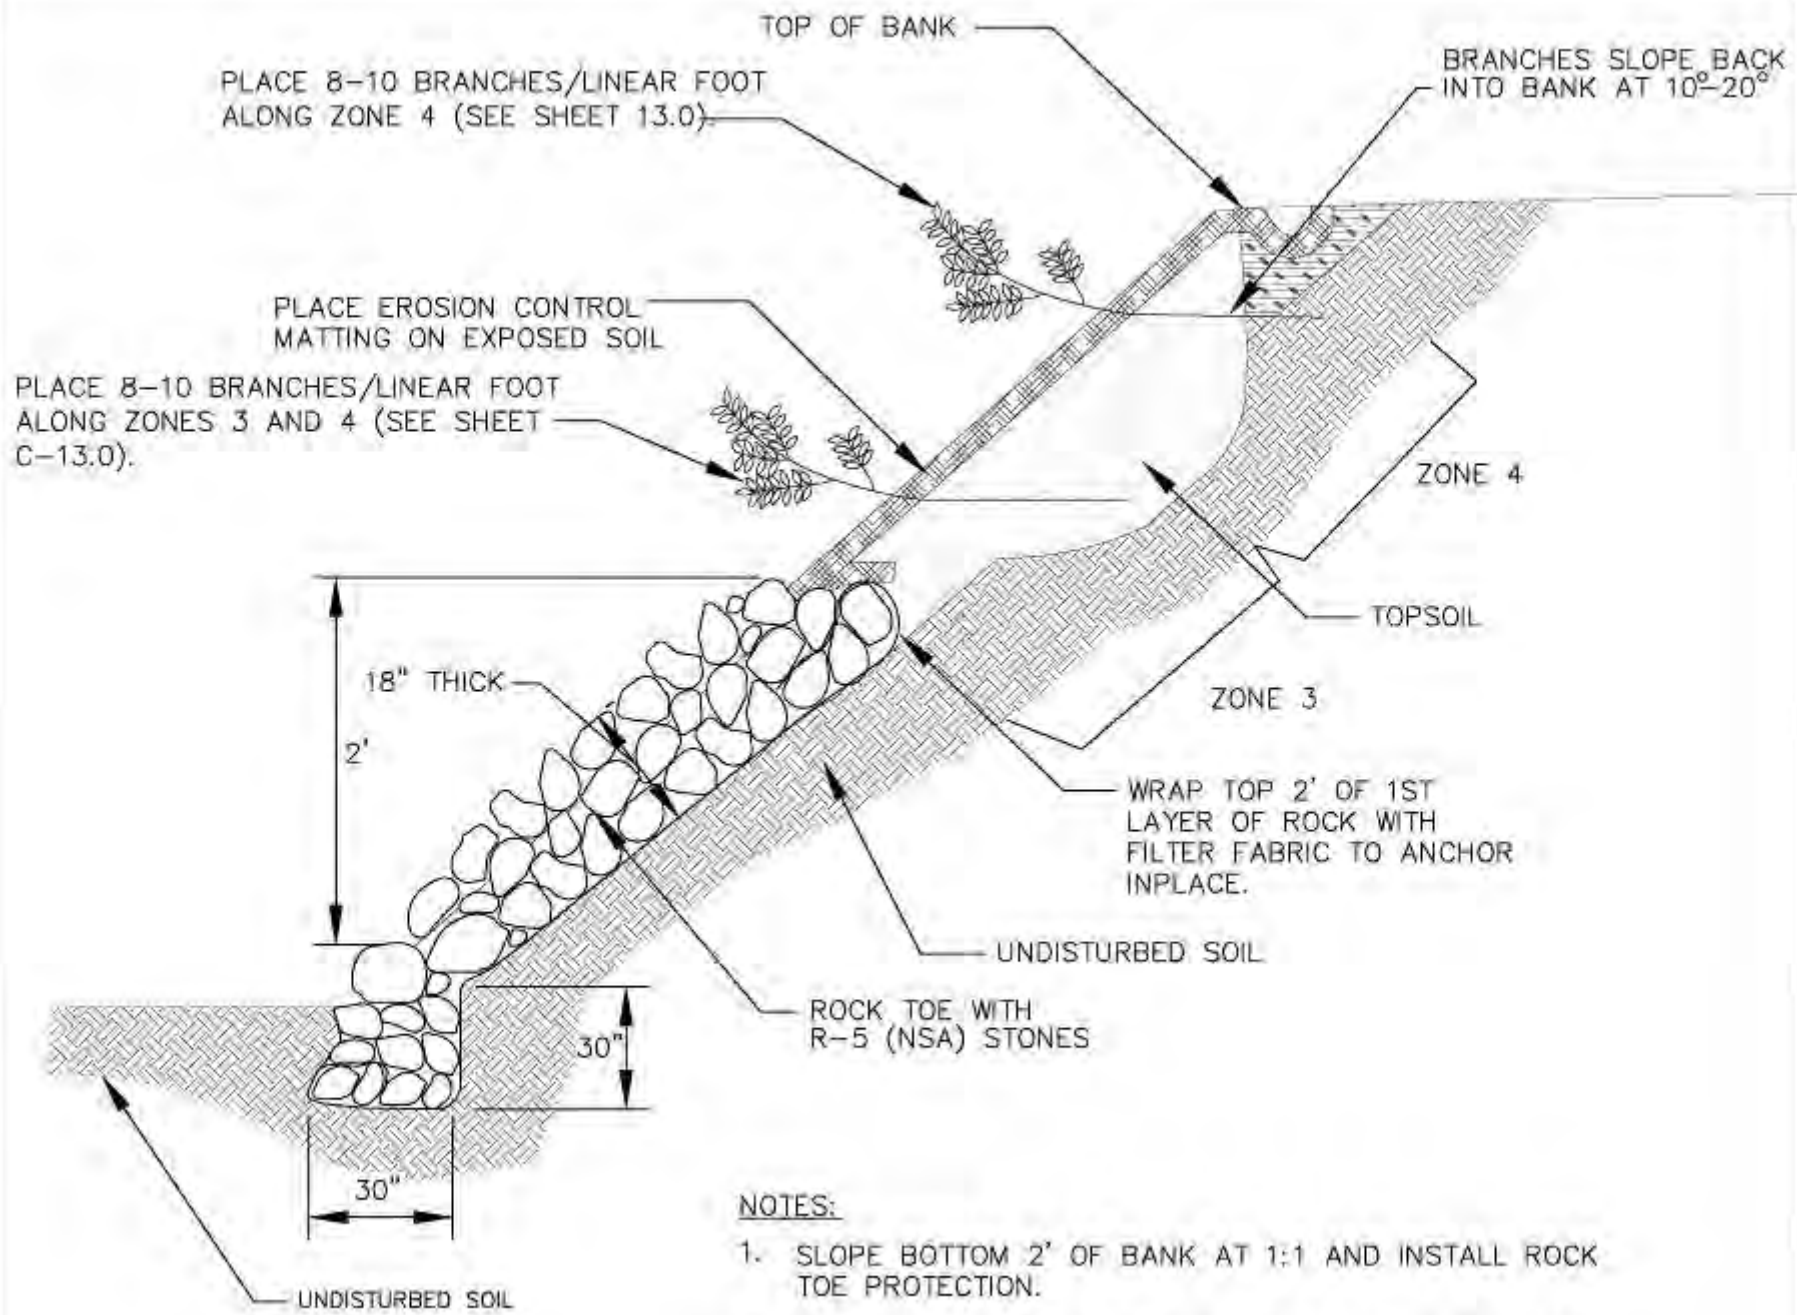 TOP OF BANK
BRANCHES SLOPE BACK
INTO BANK AT 10°-20°
PLACE 8-10 BRANCHES/LINEAR FOOT
ALONG ZONE 4 (SEE SHEET 13.0).
PLACE EROSION CONTROL
MATTING ON EXPOSED SOIL
PLACE 8-10 BRANCHES/LINEAR FOOT
ALONG ZONES 3 AND 4 (SEE SHEET
C-13.0).
ZONE 4
TOPSOIL
18" THICK
ZONE 3
2'
WRAP TOP 2' OF 1ST
LAYER OF ROCK WITH
FILTER FABRIC TO ANCHOR
INPLACE.
UNDISTURBED SOIL
ROCK TOE WITH
R-5 (NSA) STONES
30"
30"
NOTES:
1. SLOPE BOTTOM 2' OF BANK AT 1:1 AND INSTALL ROCK
TOE PROTECTION.
UNDISTURBED SOIL